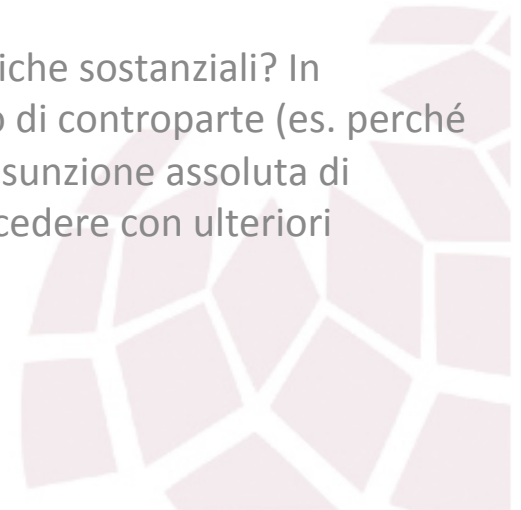 iche sostanziali? In
o di controparte (es. perché
sunzione assoluta di
cedere con ulteriori